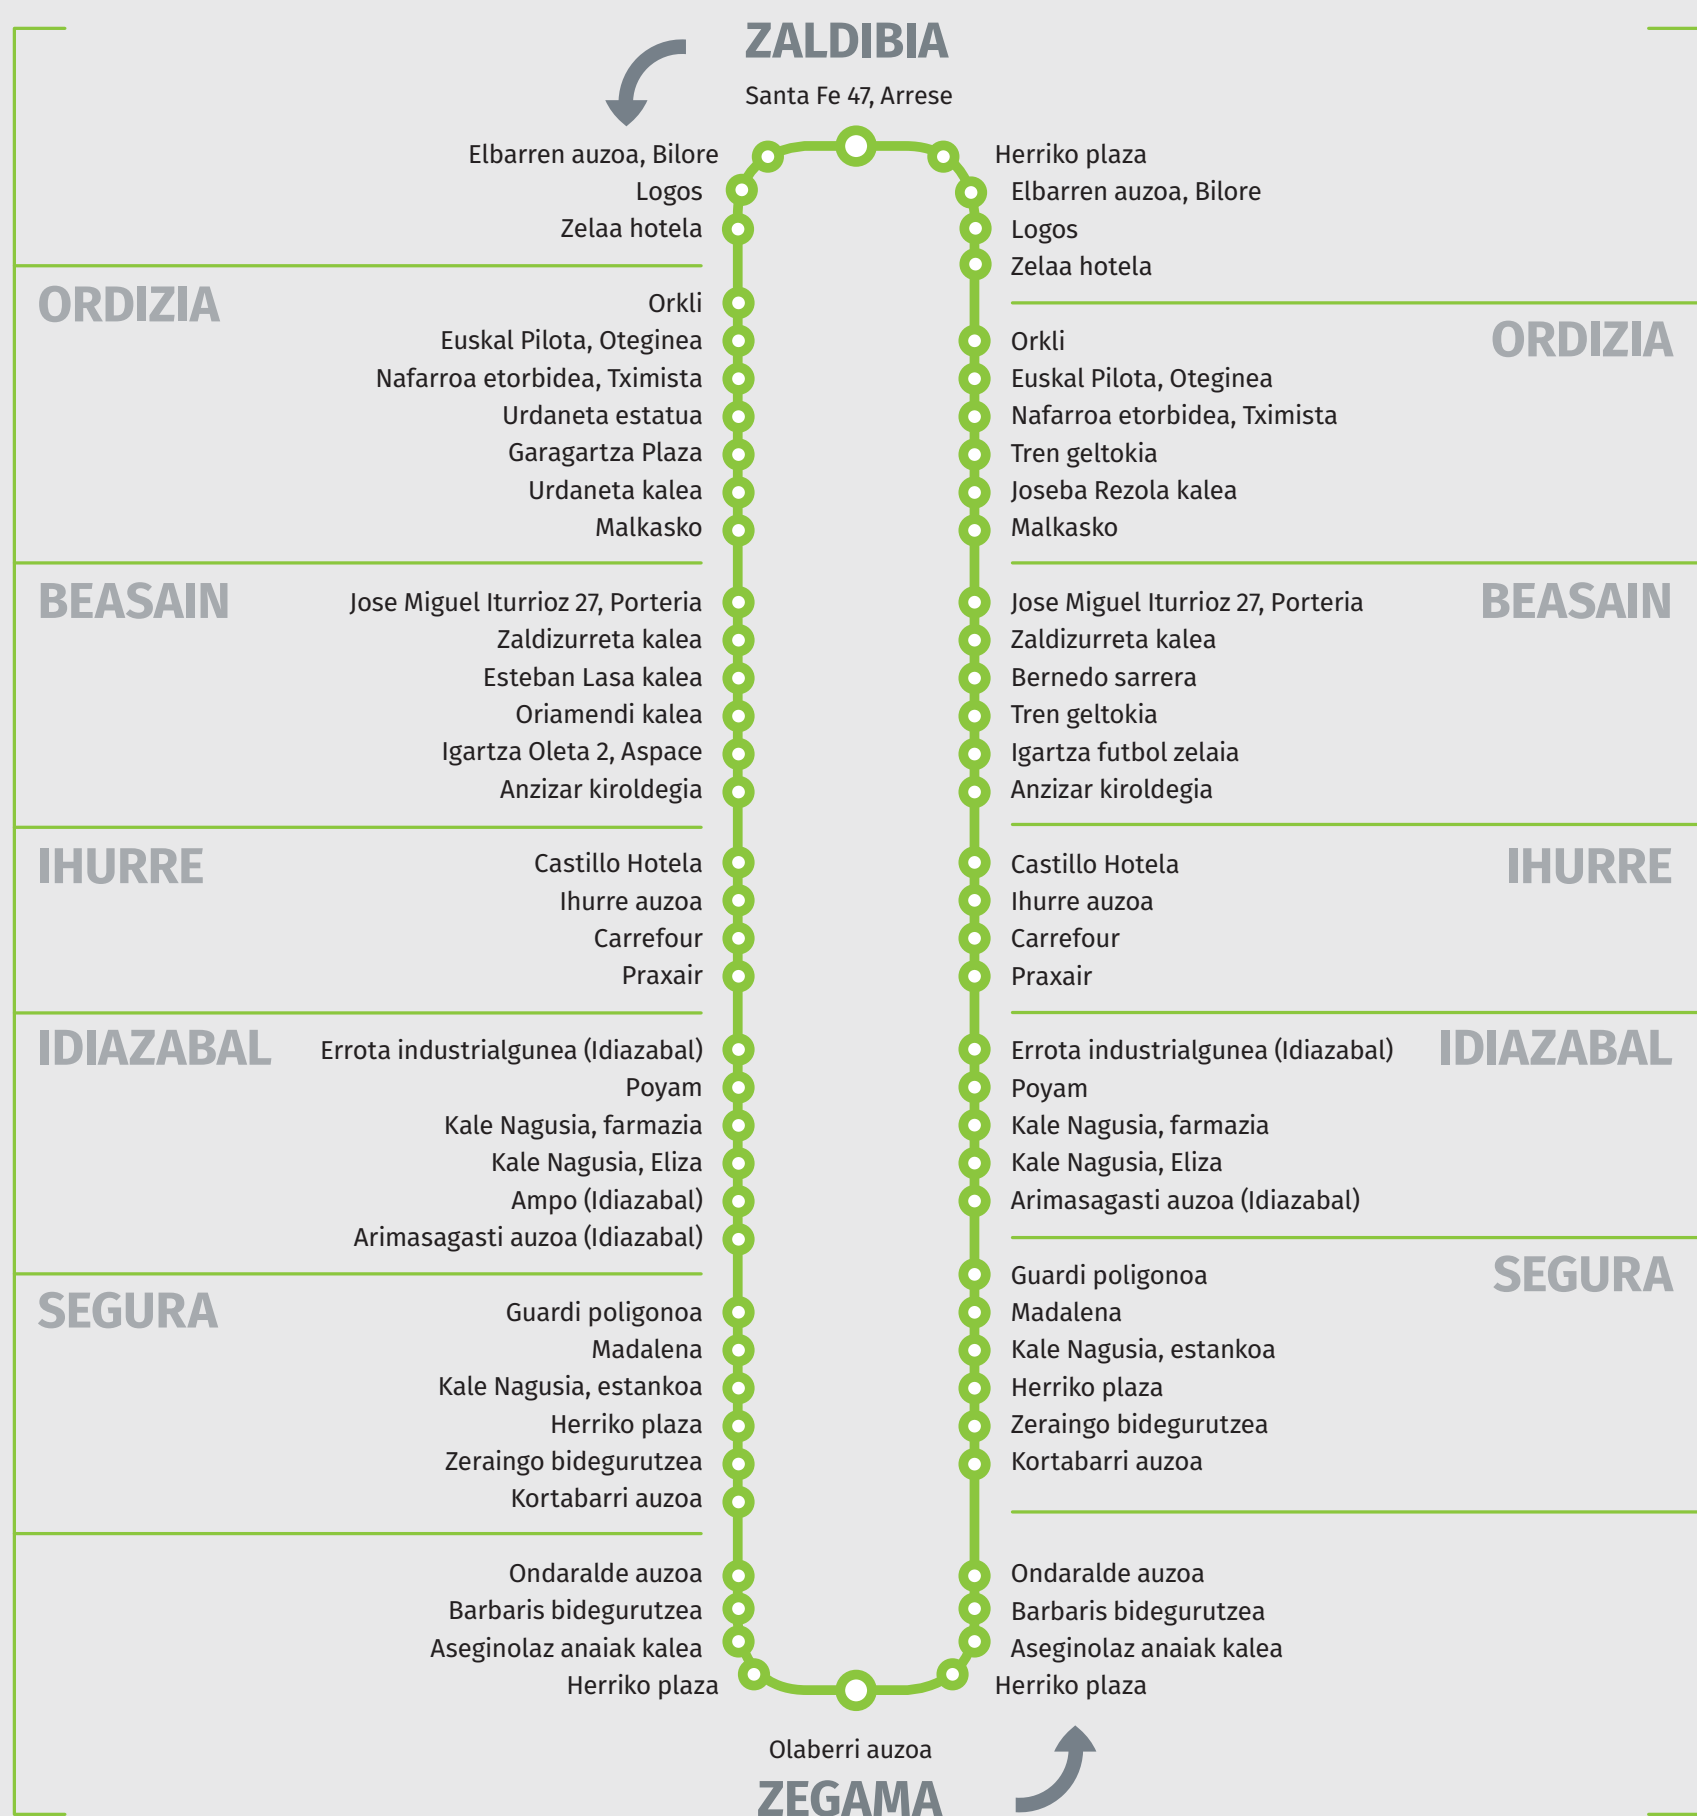 ZALDIBIA
Santa Fe 47, Arrese
Elbarren auzoa, Bilore
Logos
Zelaa hotela
ORDIZIA
Orkli
Euskal Pilota, Oteginea
Nafarroa etorbidea, Tximista
Urdaneta estatua
Garagartza Plaza
Urdaneta kalea
Malkasko
BEASAIN
Jose Miguel Iturrioz 27, Porteria
Zaldizurreta kalea
Esteban Lasa kalea
Oriamendi kalea
Igartza Oleta 2, Aspace
Anzizar kiroldegia
IHURRE
Castillo Hotela
Ihurre auzoa
Carrefour
Praxair
IDIAZABAL
Errota industrialgunea (Idiazabal)
Poyam
Kale Nagusia, farmazia
Kale Nagusia, Eliza
Ampo (Idiazabal)
Arimasagasti auzoa (Idiazabal)
SEGURA
Guardi poligonoa
Madalena
Kale Nagusia, estankoa
Herriko plaza
Zeraingo bidegurutzea
Kortabarri auzoa
Ondaralde auzoa
Barbaris bidegurutzea
Aseginolaz anaiak kalea
Herriko plaza
Herriko plaza
Elbarren auzoa, Bilore
Logos
Zelaa hotela
ORDIZIA
Orkli
Euskal Pilota, Oteginea
Nafarroa etorbidea, Tximista
Tren geltokia
Joseba Rezola kalea
Malkasko
BEASAIN
Jose Miguel Iturrioz 27, Porteria
Zaldizurreta kalea
Bernedo sarrera
Tren geltokia
Igartza futbol zelaia
Anzizar kiroldegia
IHURRE
Castillo Hotela
Ihurre auzoa
Carrefour
Praxair
IDIAZABAL
Errota industrialgunea (Idiazabal)
Poyam
Kale Nagusia, farmazia
Kale Nagusia, Eliza
Arimasagasti auzoa (Idiazabal)
SEGURA
Guardi poligonoa
Madalena
Kale Nagusia, estankoa
Herriko plaza
Zeraingo bidegurutzea
Kortabarri auzoa
Ondaralde auzoa
Barbaris bidegurutzea
Aseginolaz anaiak kalea
Herriko plaza
Olaberri auzoa
ZEGAMA